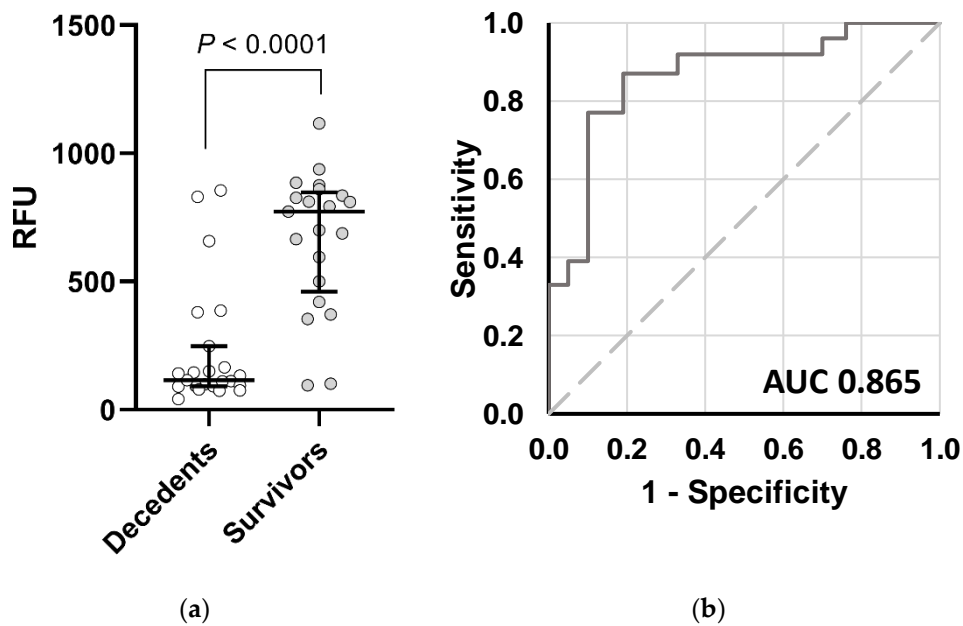 1500
1000
500
0
RFU
P < 0.0001
Decedents
Survivors
(a)
1.0
0.8
0.6
0.4
0.2
0.0
Sensitivity
AUC 0.865
0.0 0.2 0.4 0.6 0.8 1.0
1 - Specificity
(b)